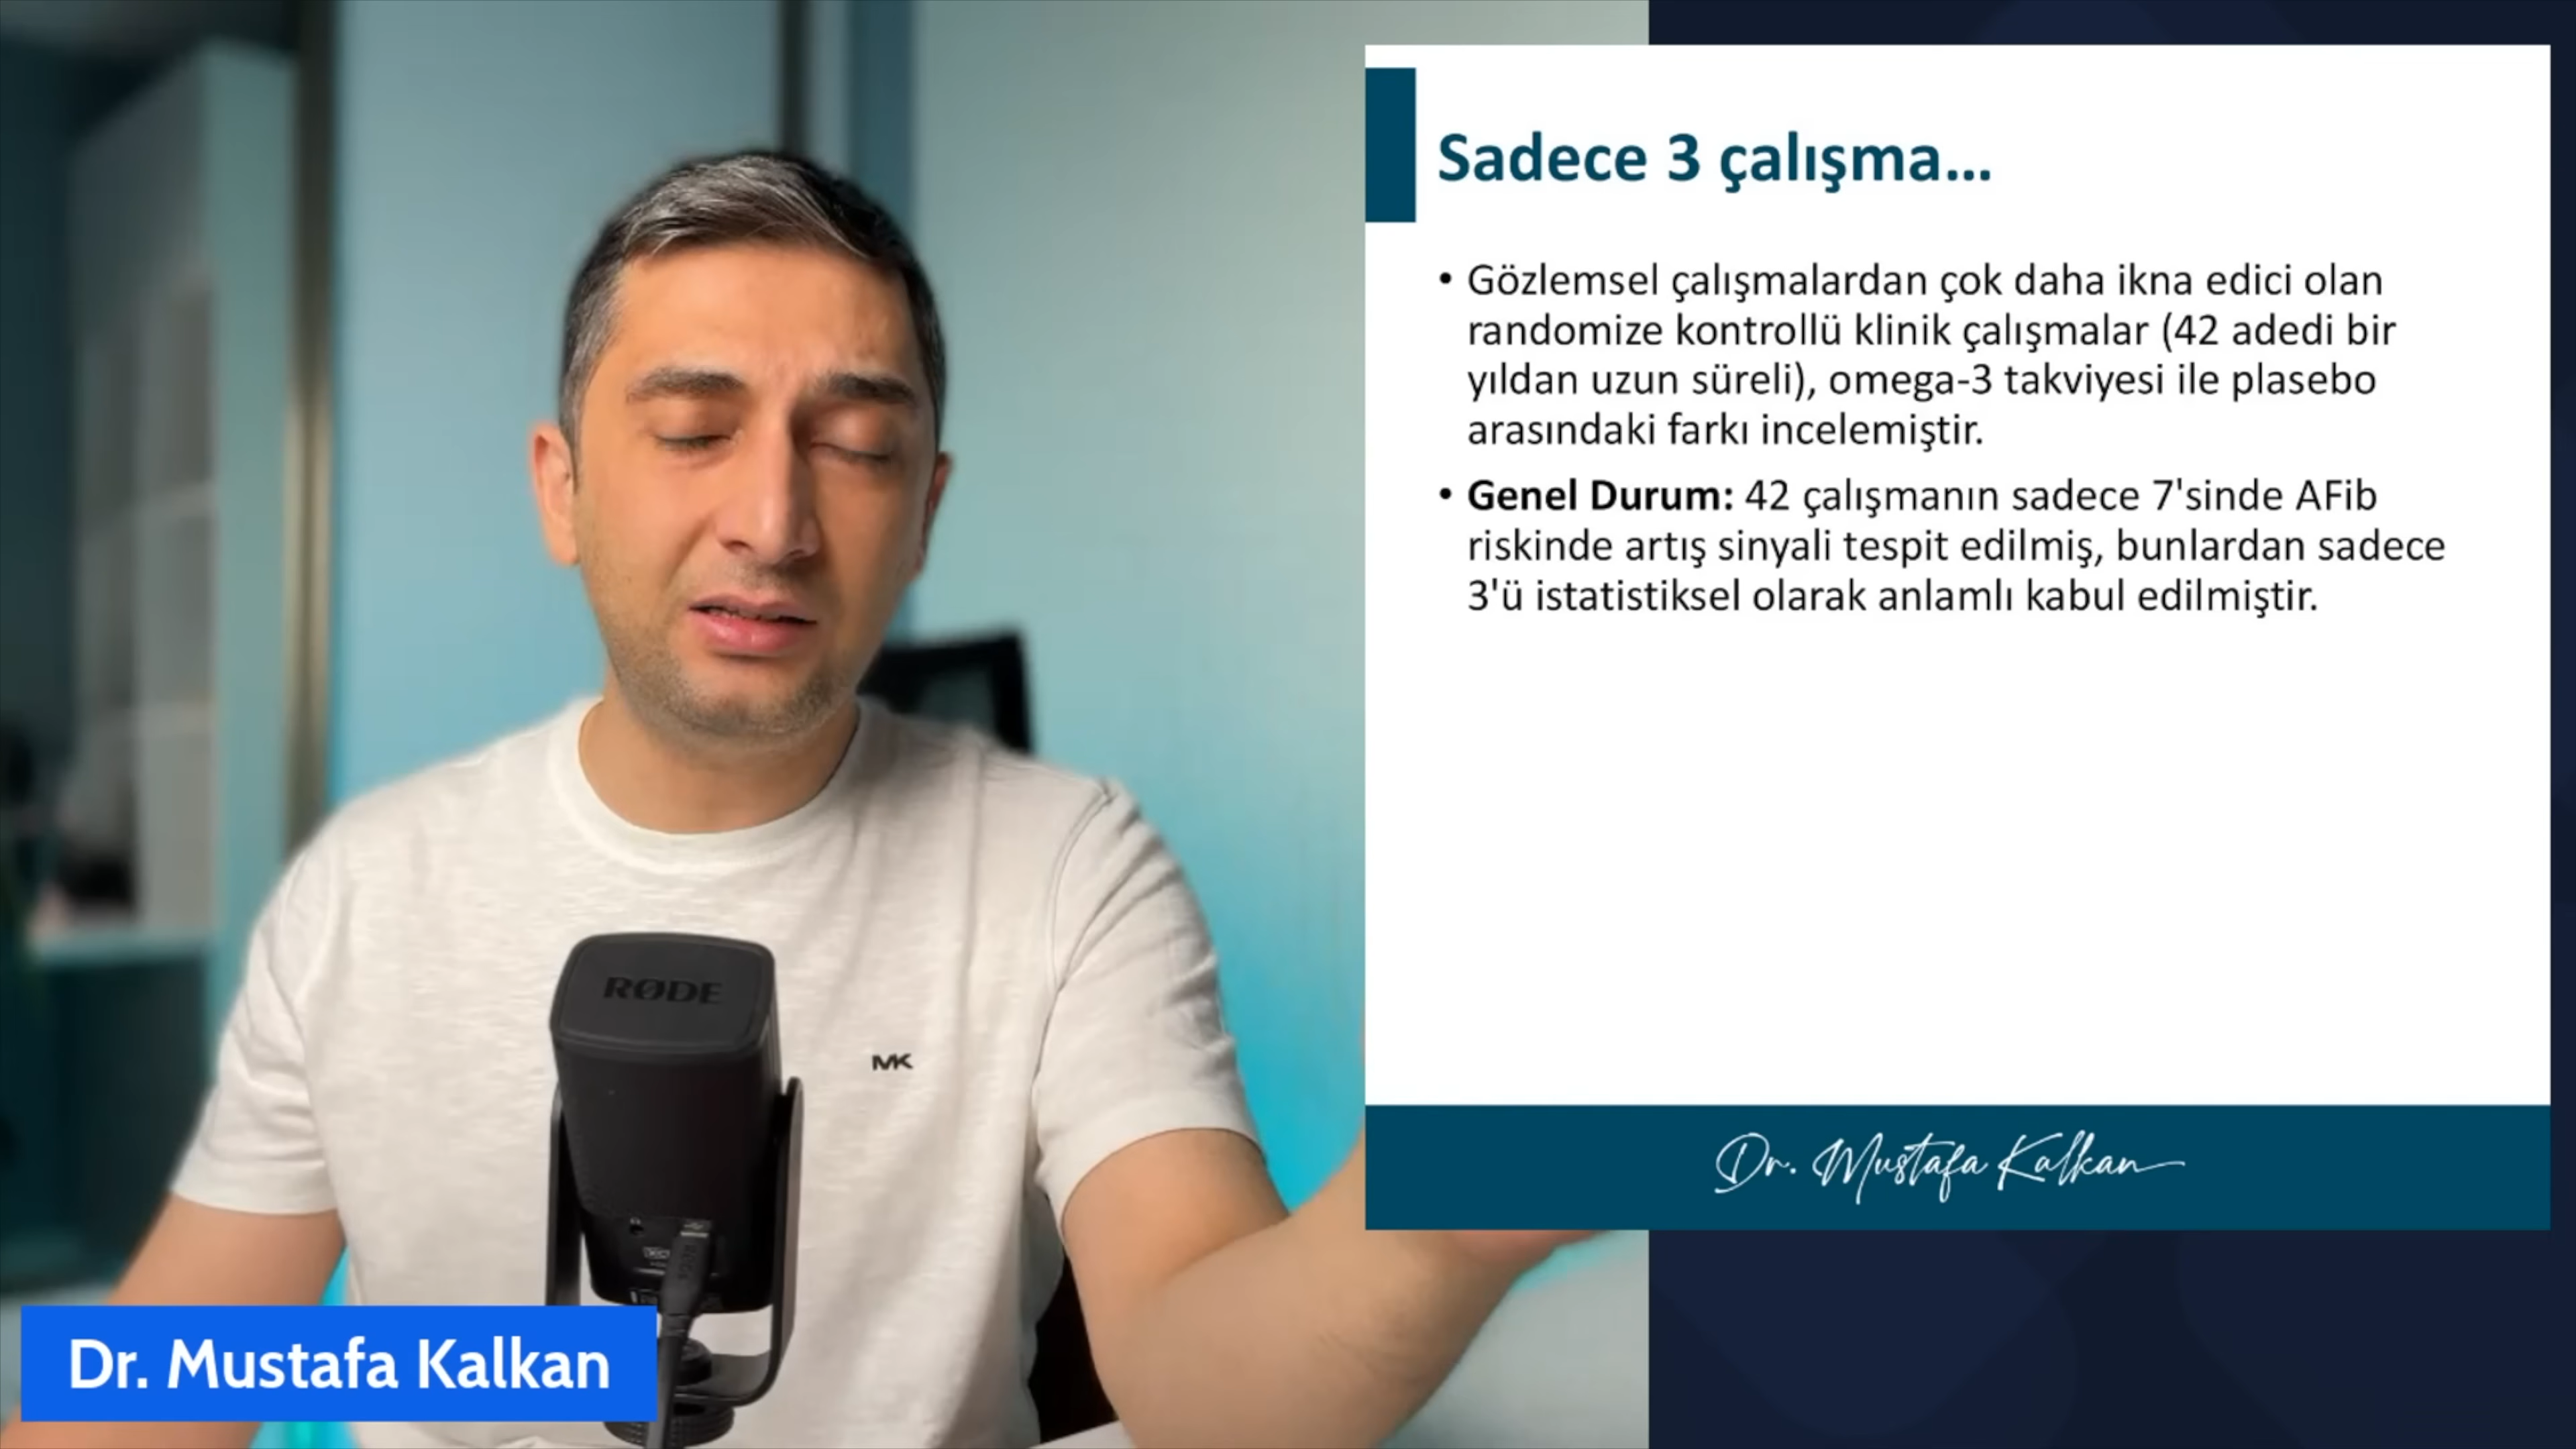 Sadece 3 çalışma...
• Gözlemsel çalışmalardan çok daha ikna edici olan
randomize kontrollü klinik çalışmalar (42 adedi bir
yıldan uzun süreli), omega-3 takviyesi ile plasebo
arasındaki farkı incelemiştir.
• Genel Durum: 42 çalışmanın sadece 7'sinde AFib
riskinde artış sinyali tespit edilmiş, bunlardan sadece
3'ü istatistiksel olarak anlamlı kabul edilmiştir.
Dr. Mustafa Kalkan
RØDE
MK
Dr. Mustafa Kalkan